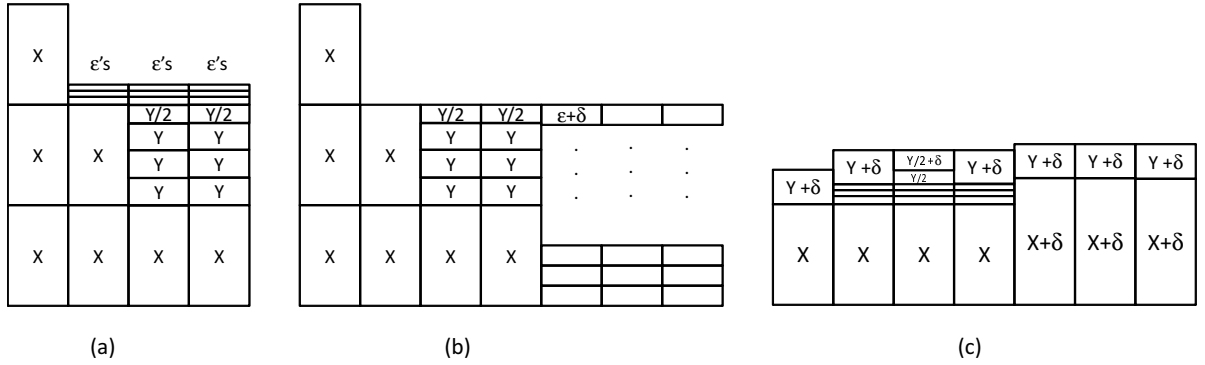 X
ε's ε's ε's
Y/2 Y/2
X X Y Y
Y Y
Y Y
X X X X
(a)
X
Y/2 Y/2 ε+δ
X X Y Y . . .
Y Y . . .
Y Y . . .
X X X X
(b)
Y +δ Y +δ Y/2 +δ Y +δ Y +δ Y +δ Y +δ
Y/2
X X X X X+δ X+δ X+δ
(c)